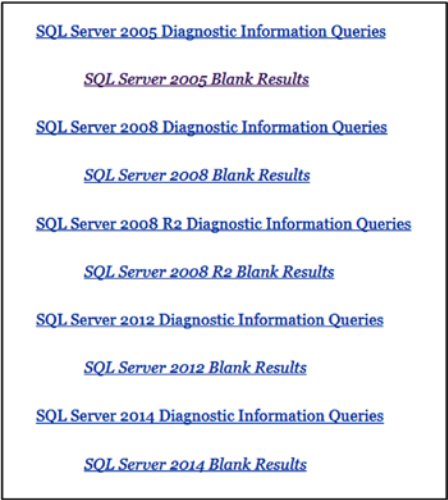 SQL Server 2005 Diagnostic Information Queries
SQL Server 2005 Blank Results
SQL Server 2008 Diagnostic Information Queries
SQL Server 2008 Blank Results
SQL Server 2008 R2 Diagnostic Information Queries
SQL Server 2008 R2 Blank Results
SQL Server 2012 Diagnostic Information Queries
SQL Server 2012 Blank Results
SQL Server 2014 Diagnostic Information Queries
SQL Server 2014 Blank Results